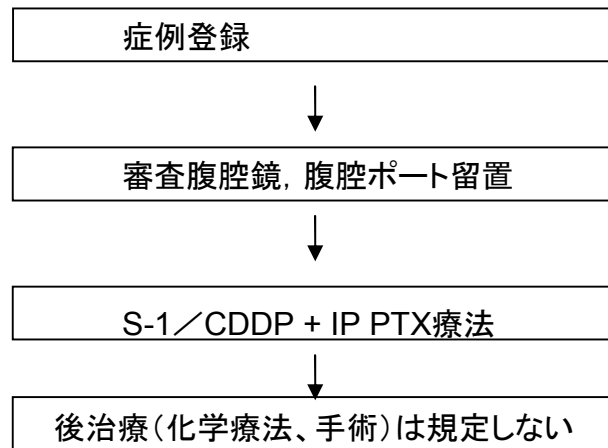 症例登録
審査腹腔鏡, 腹腔ポート留置
S-1／CDDP + IP PTX療法
後治療(化学療法、手術)は規定しない